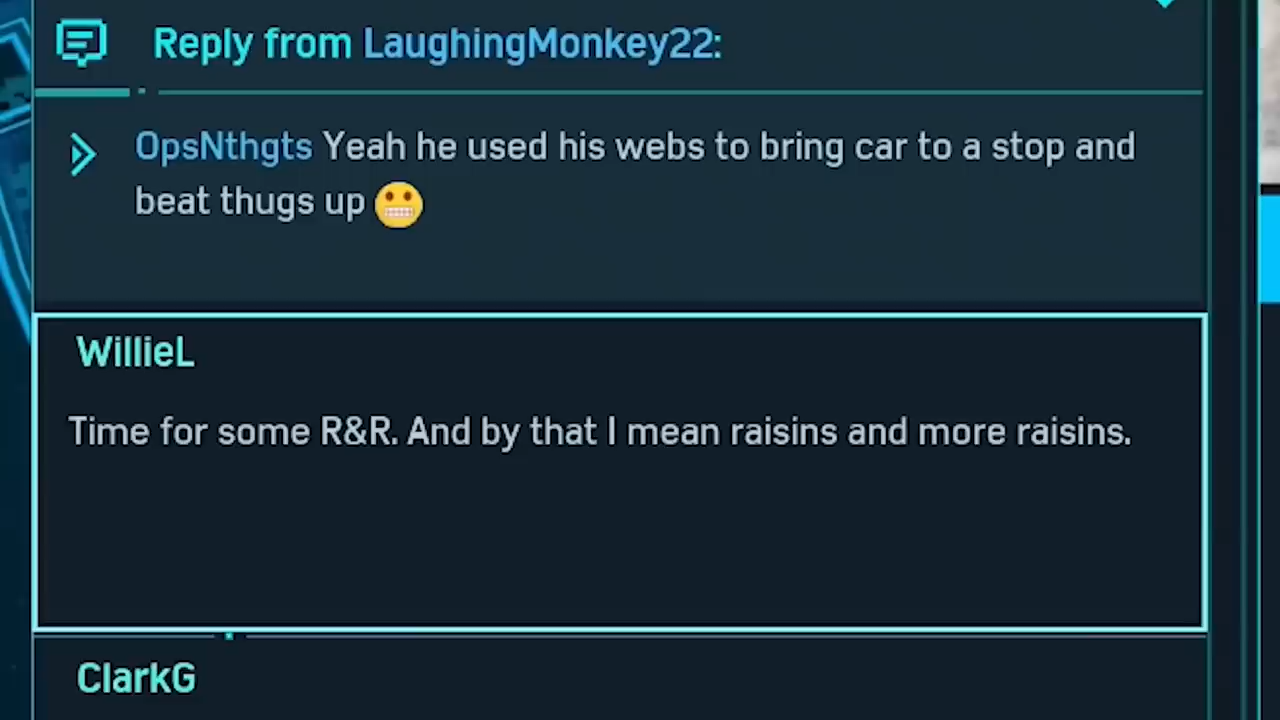 Reply from LaughingMonkey22:
OpsNthgts Yeah he used his webs to bring car to a stop and
beat thugs up 😬
WillieL
Time for some R&R. And by that I mean raisins and more raisins.
ClarkG